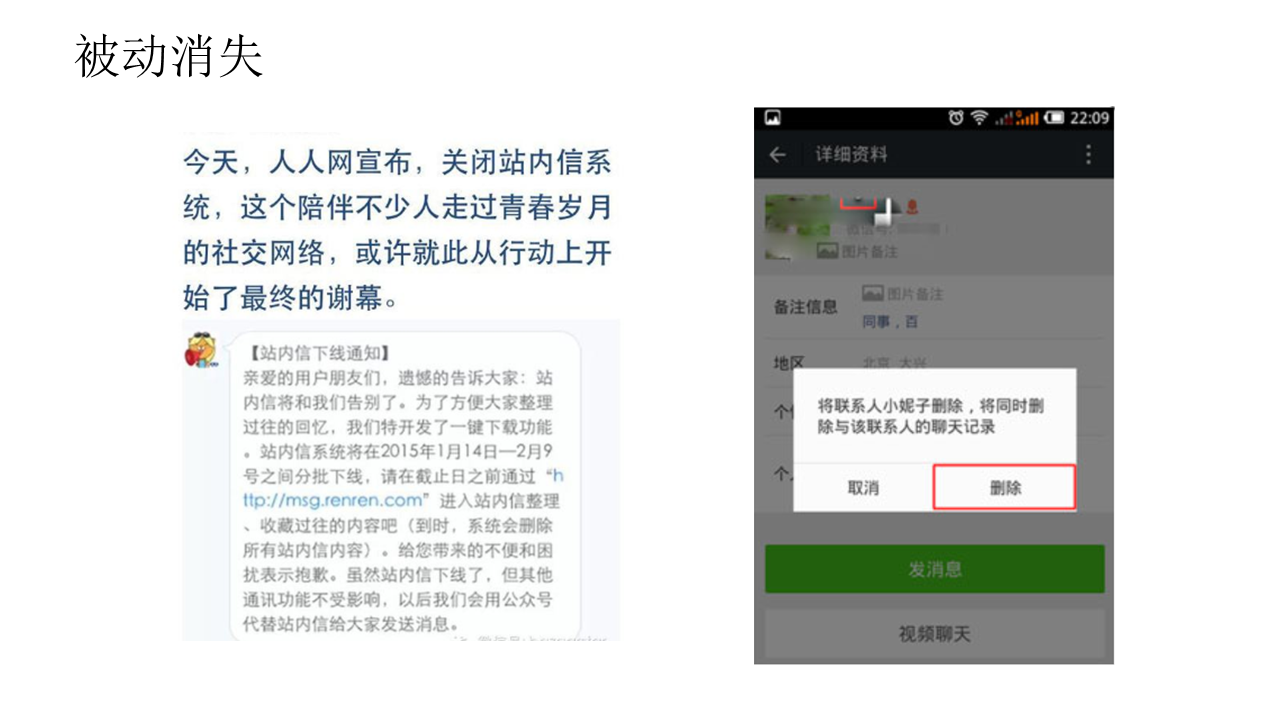 被动消失
今天，人人网宣布，关闭站内信系
统，这个陪伴不少人走过青春岁月
的社交网络，或许就此从行动上开
始了最终的谢幕。
【站内信下线通知】
亲爱的用户朋友们，遗憾的告诉大家：站
内信将和我们告别了。为了方便大家整理
过往的回忆，我们特开发了一键下载功能
。站内信系统将在2015年1月14日—2月9
号之间分批下线，请在截止日之前通过“h
ttp://msg.renren.com”进入站内信整理
、收藏过往的内容吧（到时，系统会删除
所有站内信内容）。给您带来的不便和困
扰表示抱歉。虽然站内信下线了，但其他
通讯功能不受影响，以后我们会用公众号
代替站内信给大家发送消息。
22:09
详细资料
微信号:
图片备注
备注信息
图片备注
同事，百
地区
北京 大兴
将联系人小妮子删除，将同时删
除与该联系人的聊天记录
取消
删除
发消息
视频聊天